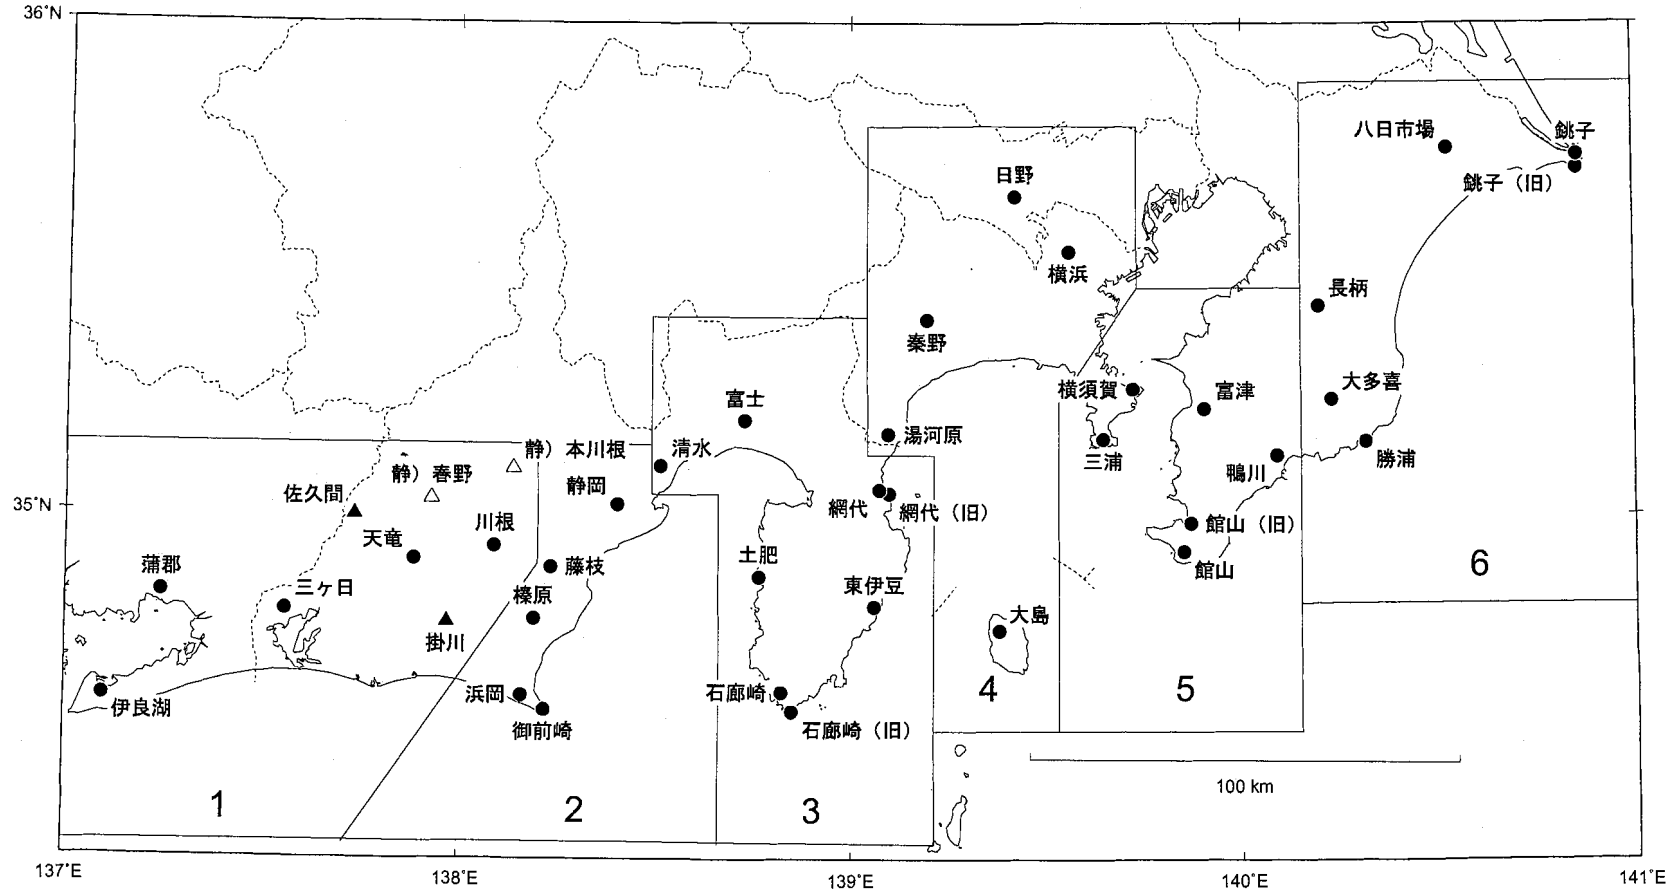 36°N
八日市場
銚子
日野
銚子（旧）
横浜
長柄
秦野
横須賀
富津
大多喜
富士
湯河原
静）本川根
清水
三浦
鴨川
勝浦
静）春野
佐久間
静岡
35°N
網代
網代（旧）
館山（旧）
天竜
川根
館山
蒲郡
三ヶ日
藤枝
土肥
東伊豆
6
榛原
大島
掛川
伊良湖
浜岡
石廊崎
4
5
御前崎
石廊崎（旧）
100 km
1
2
3
137°E
138°E
139°E
140°E
141°E